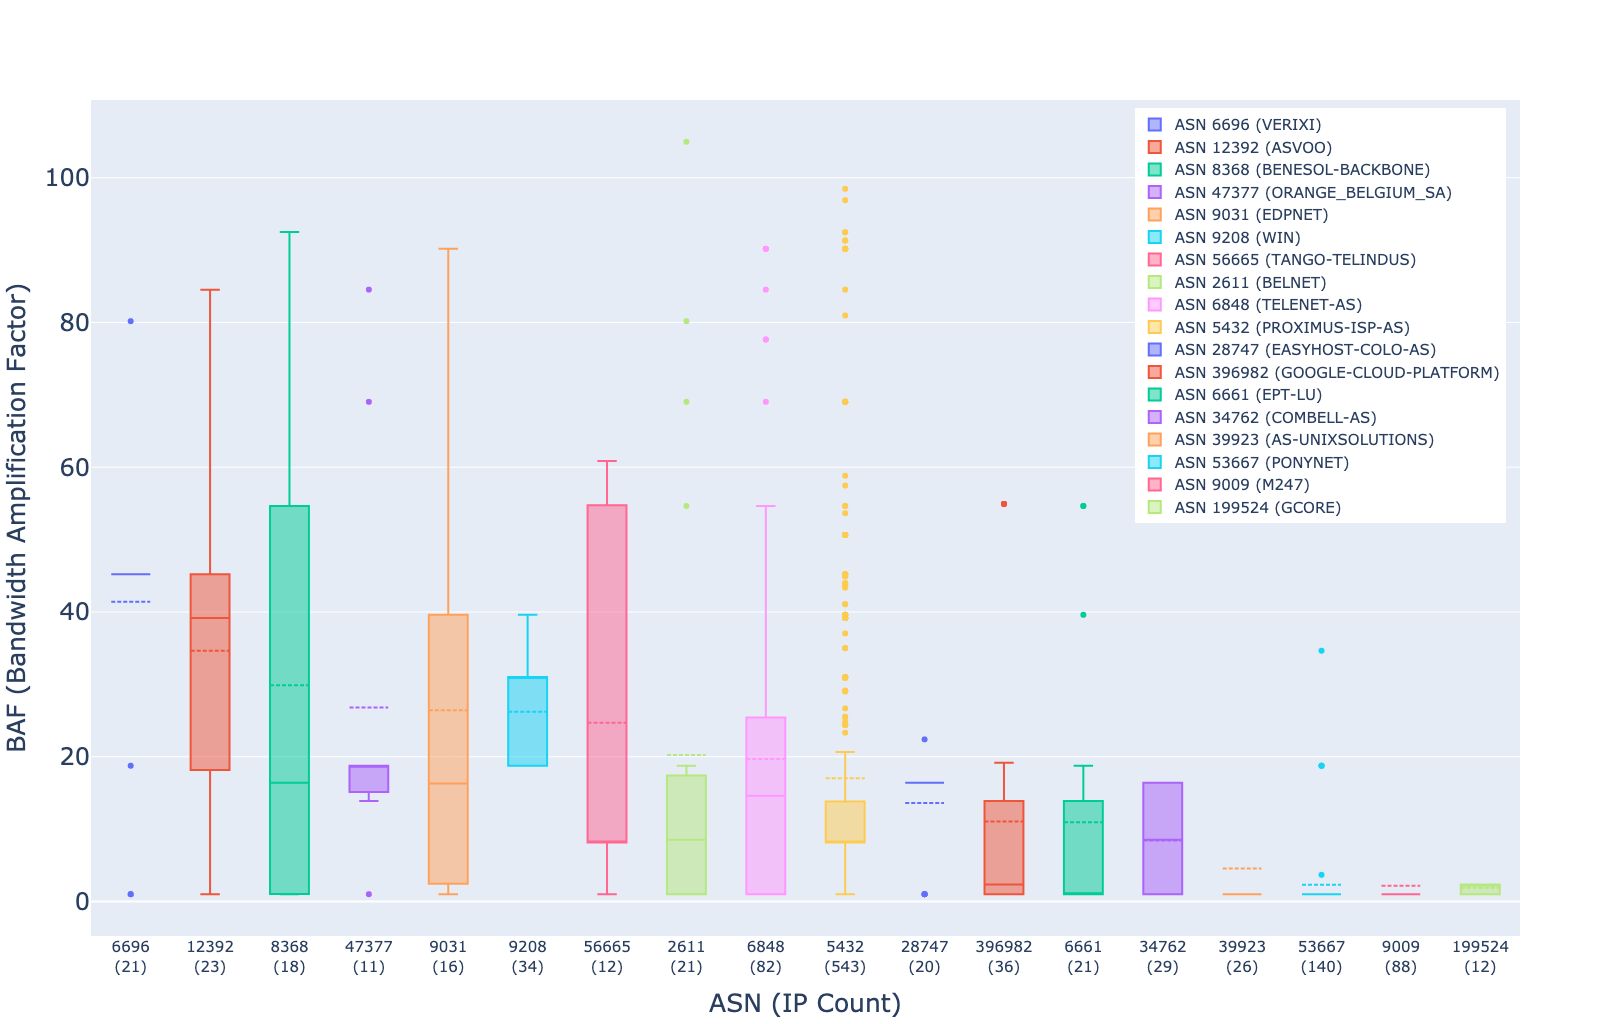 ASN 6696 (VERIXI)
ASN 12392 (ASVOO)
ASN 8368 (BENESOL-BACKBONE)
ASN 47377 (ORANGE_BELGIUM_SA)
ASN 9031 (EDPNET)
ASN 9208 (WIN)
ASN 56665 (TANGO-TELINDUS)
ASN 2611 (BELNET)
ASN 6848 (TELENET-AS)
ASN 5432 (PROXIMUS-ISP-AS)
ASN 28747 (EASYHOST-COLO-AS)
ASN 396982 (GOOGLE-CLOUD-PLATFORM)
ASN 6661 (EPT-LU)
ASN 34762 (COMBELL-AS)
ASN 39923 (AS-UNIXSOLUTIONS)
ASN 53667 (PONYNET)
ASN 9009 (M247)
ASN 199524 (GCORE)
BAF (Bandwidth Amplification Factor)
100
80
60
40
20
0
6696 12392 8368 47377 9031 9208 56665 2611 6848 5432 28747 396982 6661 34762 39923 53667 9009 199524
(21) (23) (18) (11) (16) (34) (12) (21) (82) (543) (20) (36) (21) (29) (26) (140) (88) (12)
ASN (IP Count)